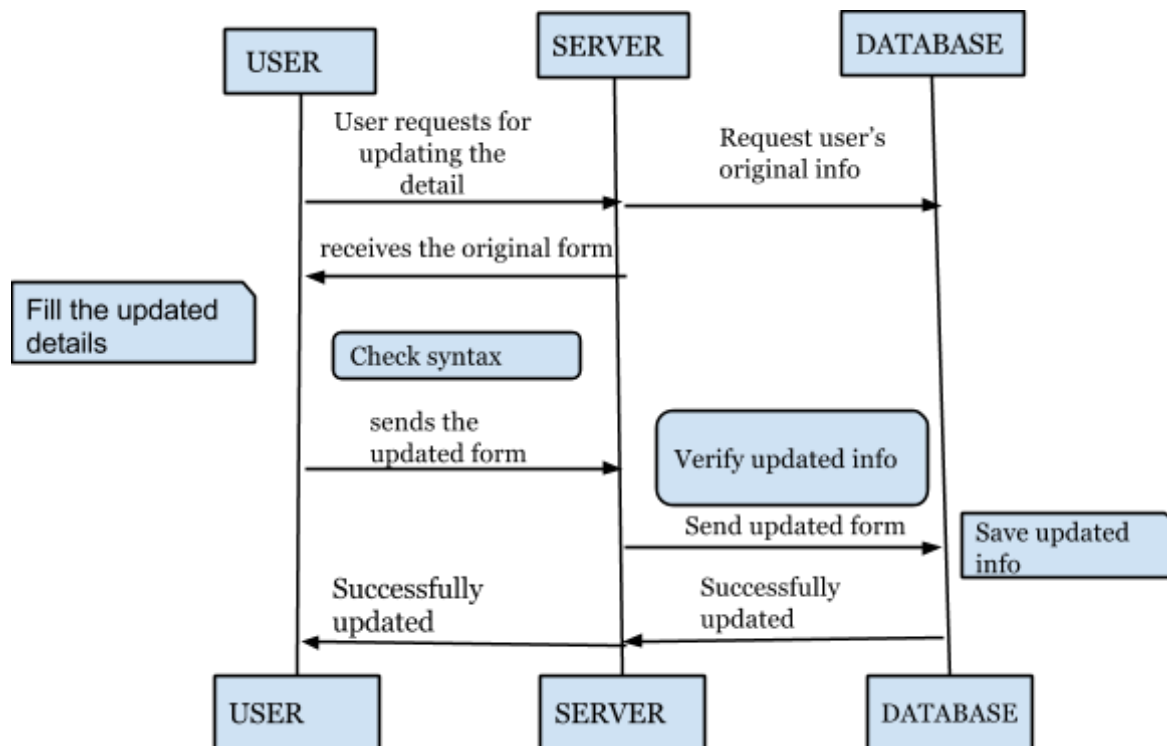 USER
SERVER
DATABASE
User requests for
updating the
detail
Request user's
original info
receives the original form
Fill the updated
details
Check syntax
sends the
updated form
Verify updated info
Send updated form
Save updated
info
Successfully
updated
Successfully
updated
USER
SERVER
DATABASE